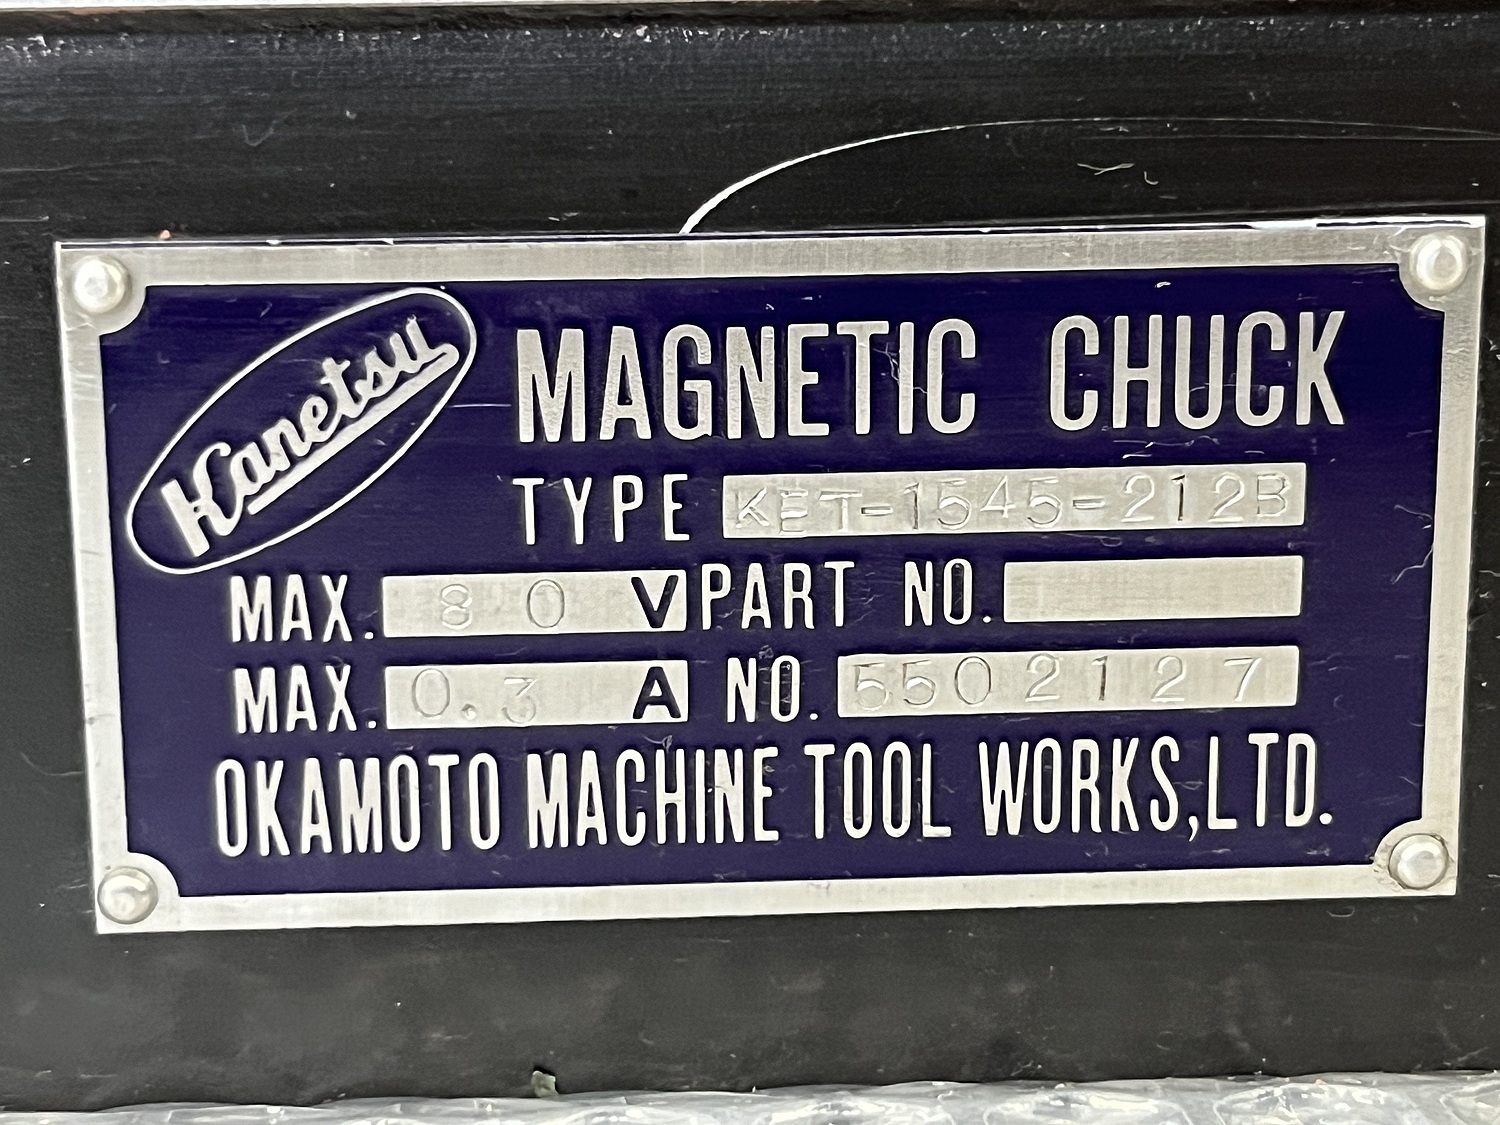 Kanetsu
MAGNETIC CHUCK
TYPE KET-1545-212B
MAX. 80 V PART NO.
MAX. 0.3 A NO. 5502127
OKAMOTO MACHINE TOOL WORKS,LTD.